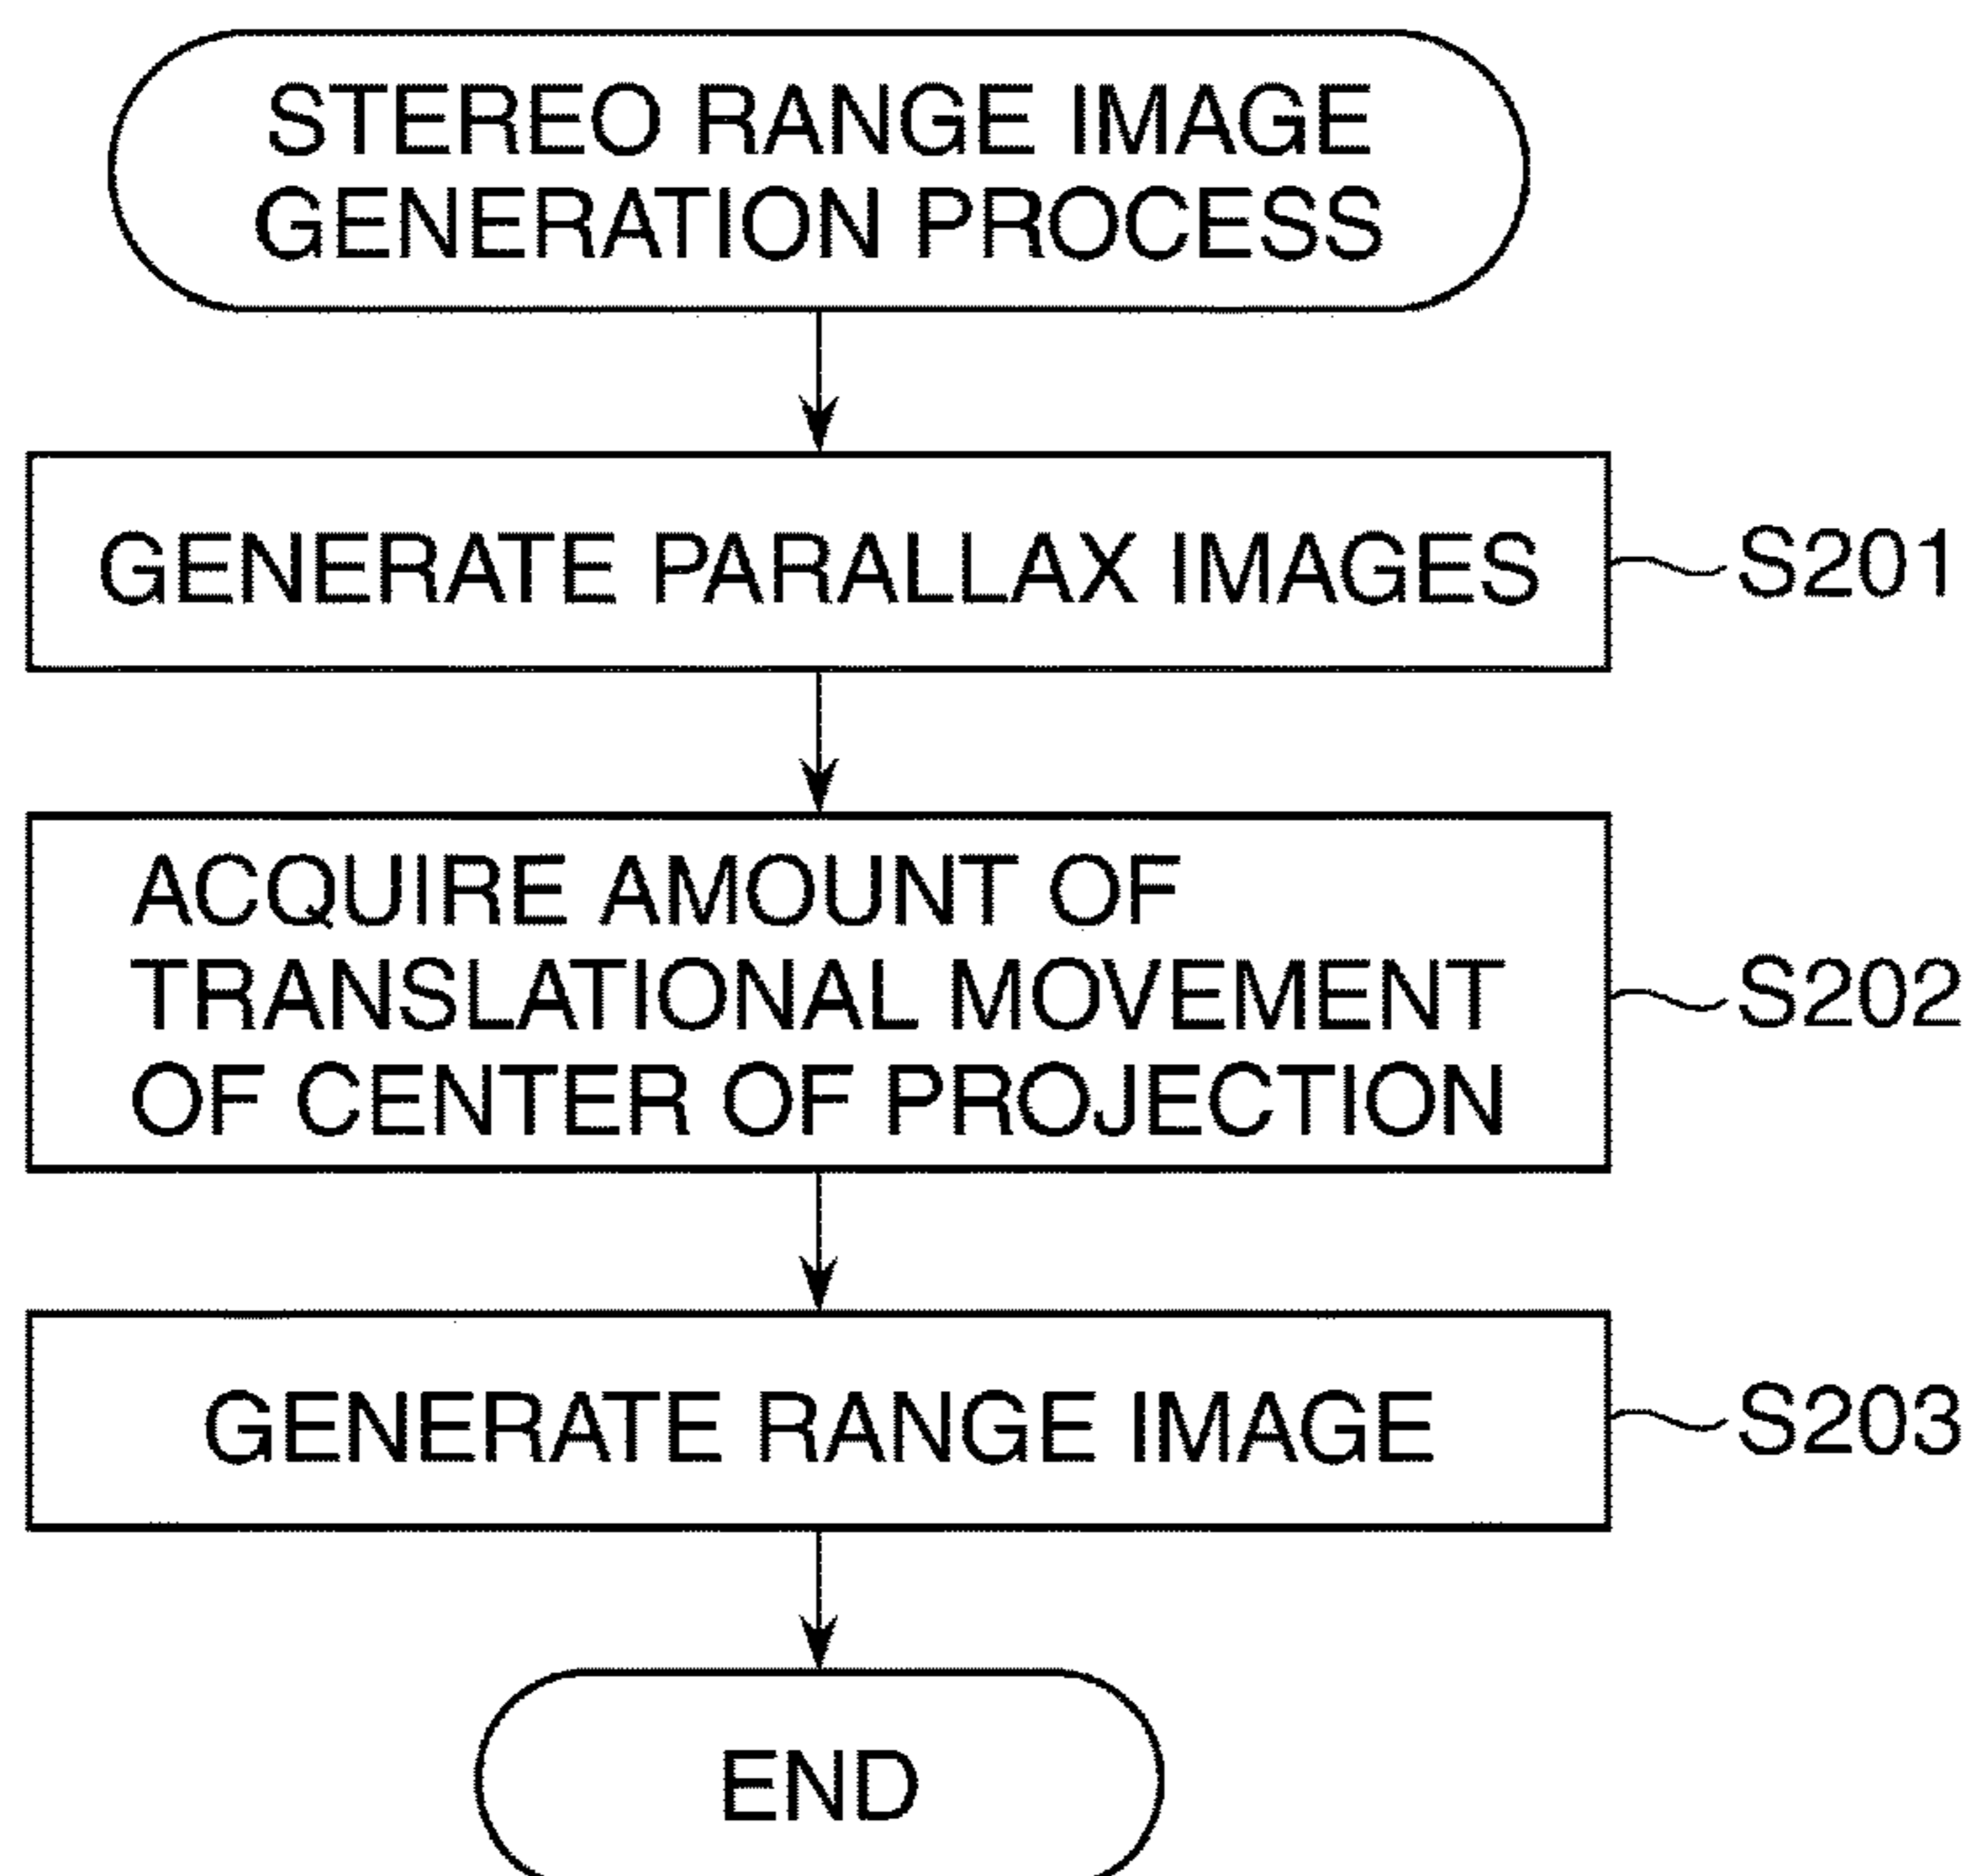 STEREO RANGE IMAGE
GENERATION PROCESS
GENERATE PARALLAX IMAGES
S201
ACQUIRE AMOUNT OF
TRANSLATIONAL MOVEMENT
OF CENTER OF PROJECTION
S202
GENERATE RANGE IMAGE
S203
END